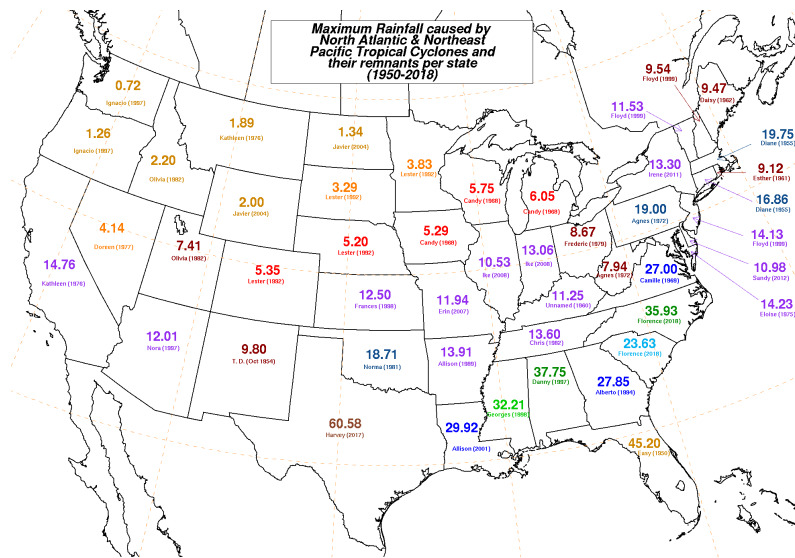 Maximum Rainfall caused by
North Atlantic & Northeast
Pacific Tropical Cyclones and
their remnants per state
(1950-2018)
0.72
Ignacio (1997)
1.26
Ignacio (1997)
2.20
Olivia (1982)
1.89
Kathleen (1976)
1.34
Javier (2004)
3.83
Lester (1992)
3.29
Lester (1992)
2.00
Javier (2004)
5.75
Candy (1968)
6.05
Candy (1968)
9.54
Floyd (1999)
9.47
Daisy (1962)
11.53
Floyd (1999)
13.30
Irene (2011)
19.75
Diane (1955)
9.12
Esther (1961)
16.86
Diane (1955)
19.00
Agnes (1972)
14.13
Floyd (1999)
10.98
Sandy (2012)
14.23
Eloise (1975)
4.14
Doreen (1977)
7.41
Olivia (1982)
14.76
Kathleen (1976)
5.35
Lester (1992)
5.20
Lester (1992)
5.29
Candy (1968)
10.53
Ike (2008)
13.06
Ike (2008)
8.67
Frederic (1979)
7.94
Agnes (1972
27.00
Camille (1969)
12.50
Frances (1998)
11.94
Erin (2007)
11.25
Unnamed (1960)
35.93
Florence (2018)
12.01
Nora (1997)
9.80
T. D. (Oct 1954)
18.71
Norma (1981)
13.91
Allison (1989)
13.60
Chris (1982)
23.63
Florence (2018)
60.58
Harvey (2017)
29.92
Allison (2001)
32.21
Georges (1998)
37.75
Danny (1997)
27.85
Alberto (1994)
45.20
Easy (1950)